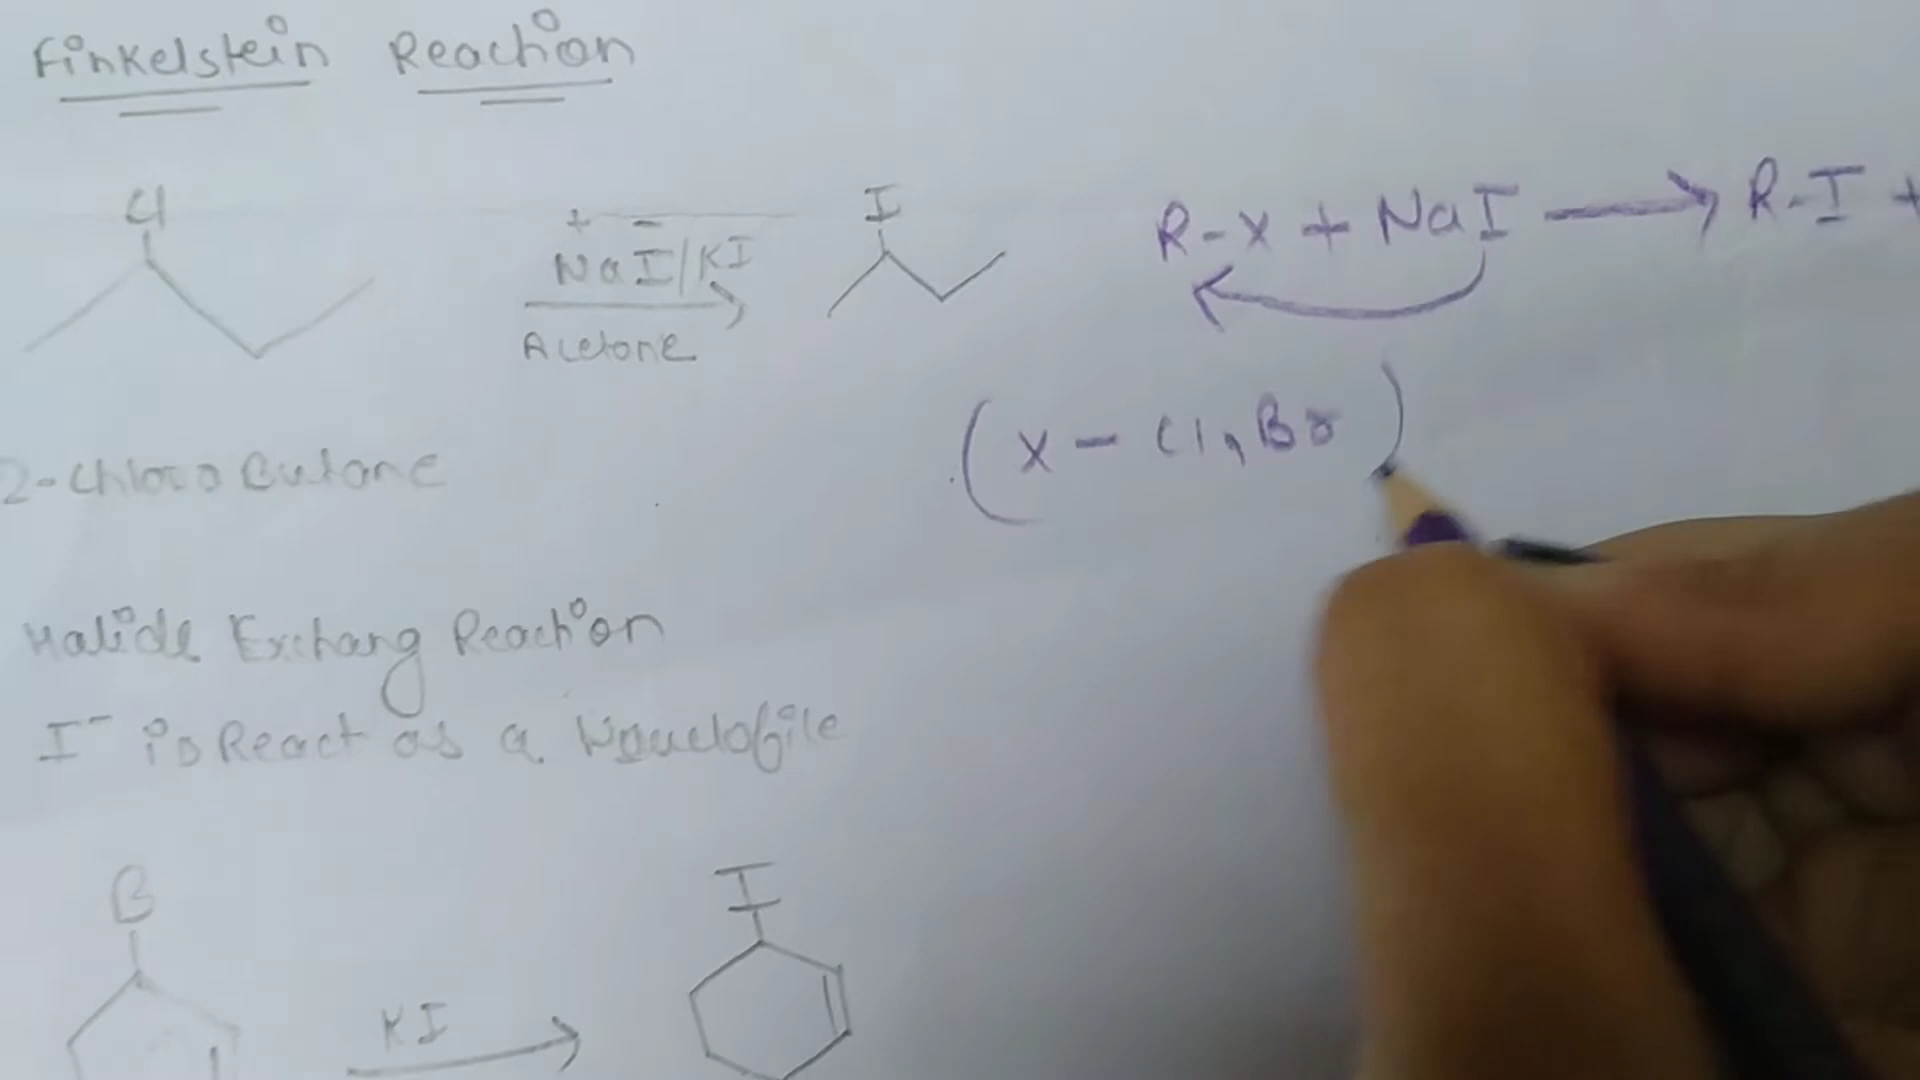 Finkelstein Reaction
Cl
+ -
NaI/KI
Acetone
I
R-X + NaI → R-I +
(X - Cl, Br)
2-Chloro Butane
Halide Exchang Reaction
I⁻ is React as a Nauclofile
B
KI
I